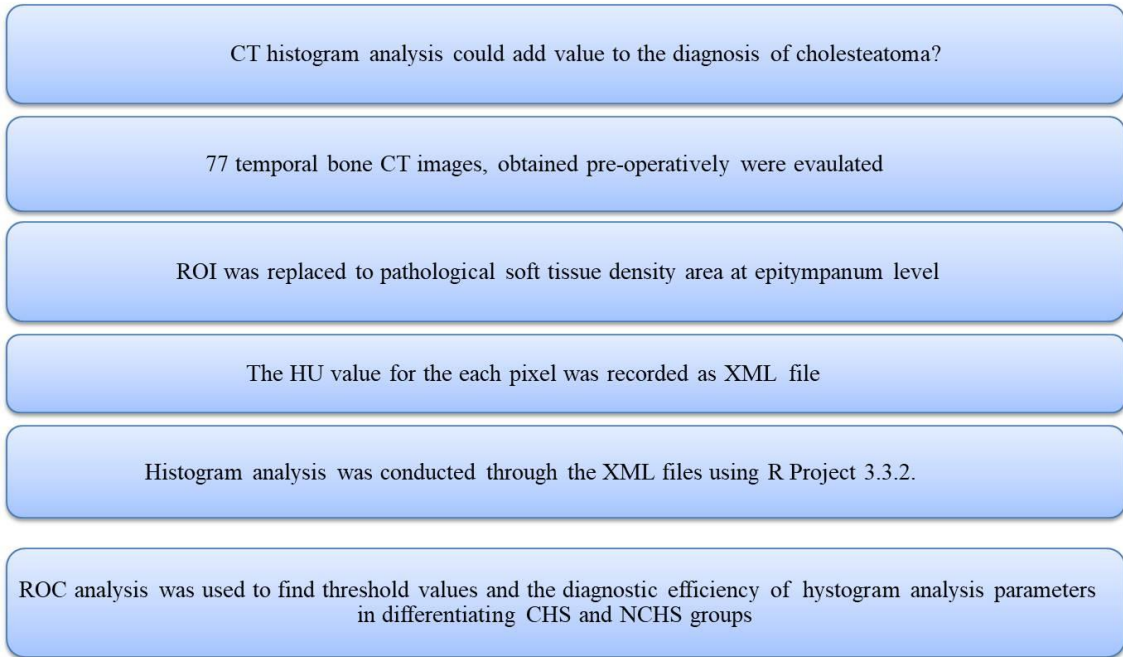 CT histogram analysis could add value to the diagnosis of cholesteatoma?
77 temporal bone CT images, obtained pre-operatively were evaulated
ROI was replaced to pathological soft tissue density area at epitympanum level
The HU value for the each pixel was recorded as XML file
Histogram analysis was conducted through the XML files using R Project 3.3.2.
ROC analysis was used to find threshold values and the diagnostic efficiency of hystogram analysis parameters
in differentiating CHS and NCHS groups